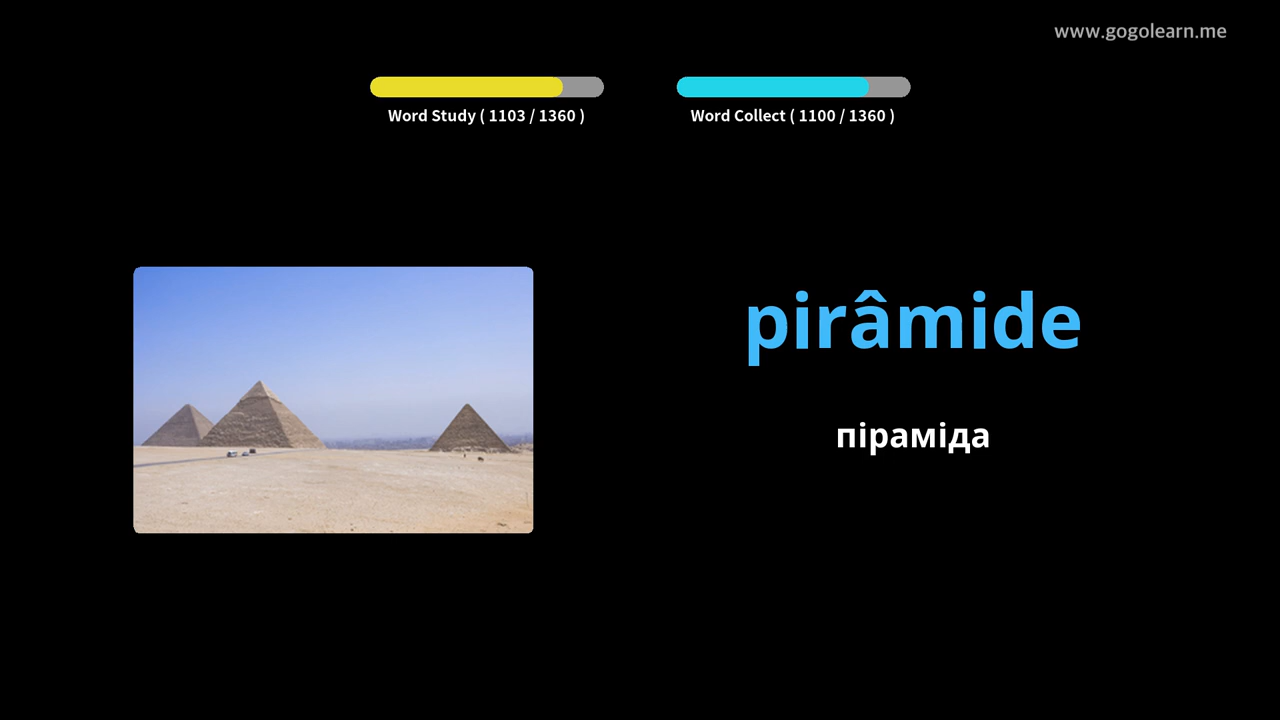 www.gogolearn.me
Word Study ( 1103 / 1360 )
Word Collect ( 1100 / 1360 )
pirâmide
піраміда